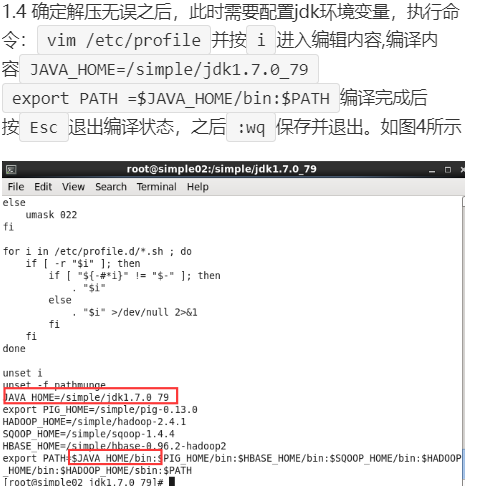 1.4 确定解压无误之后，此时需要配置jdk环境变量，执行命
令： vim /etc/profile 并按 i 进入编辑内容,编译内
容 JAVA_HOME=/simple/jdk1.7.0_79
export PATH =$JAVA_HOME/bin:$PATH 编译完成后
按 Esc 退出编译状态，之后 :wq 保存并退出。如图4所示
root@simple02:/simple/jdk1.7.0_79
File Edit View Search Terminal Help
else
umask 022
fi
for i in /etc/profile.d/*.sh ; do
if [ -r "$i" ]; then
if [ "${-#*i}" != "$-" ]; then
. "$i"
else
. "$i" >/dev/null 2>&1
fi
fi
done
unset i
unset -f pathmunge
JAVA_HOME=/simple/jdk1.7.0_79
export PIG_HOME=/simple/pig-0.13.0
HADOOP_HOME=/simple/hadoop-2.4.1
SQOOP_HOME=/simple/sqoop-1.4.4
HBASE_HOME=/simple/hbase-0.96.2-hadoop2
export PATH=$JAVA_HOME/bin:$PIG_HOME/bin:$HBASE_HOME/bin:$SQOOP_HOME/bin:$HADOOP
_HOME/bin:$HADOOP_HOME/sbin:$PATH
[root@simple02 jdk1.7.0_79]#